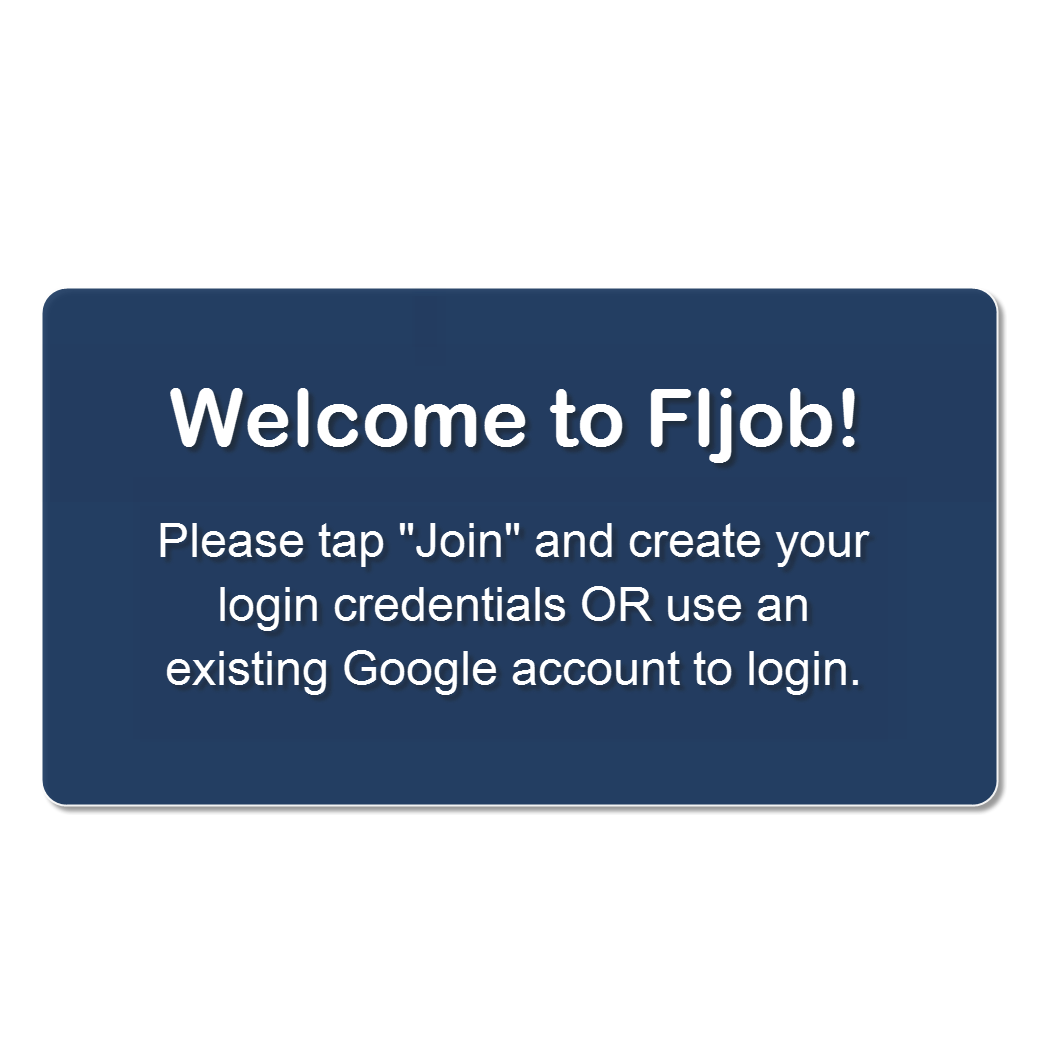 Welcome to Fljob!
Please tap "Join" and create your
login credentials OR use an
existing Google account to login.